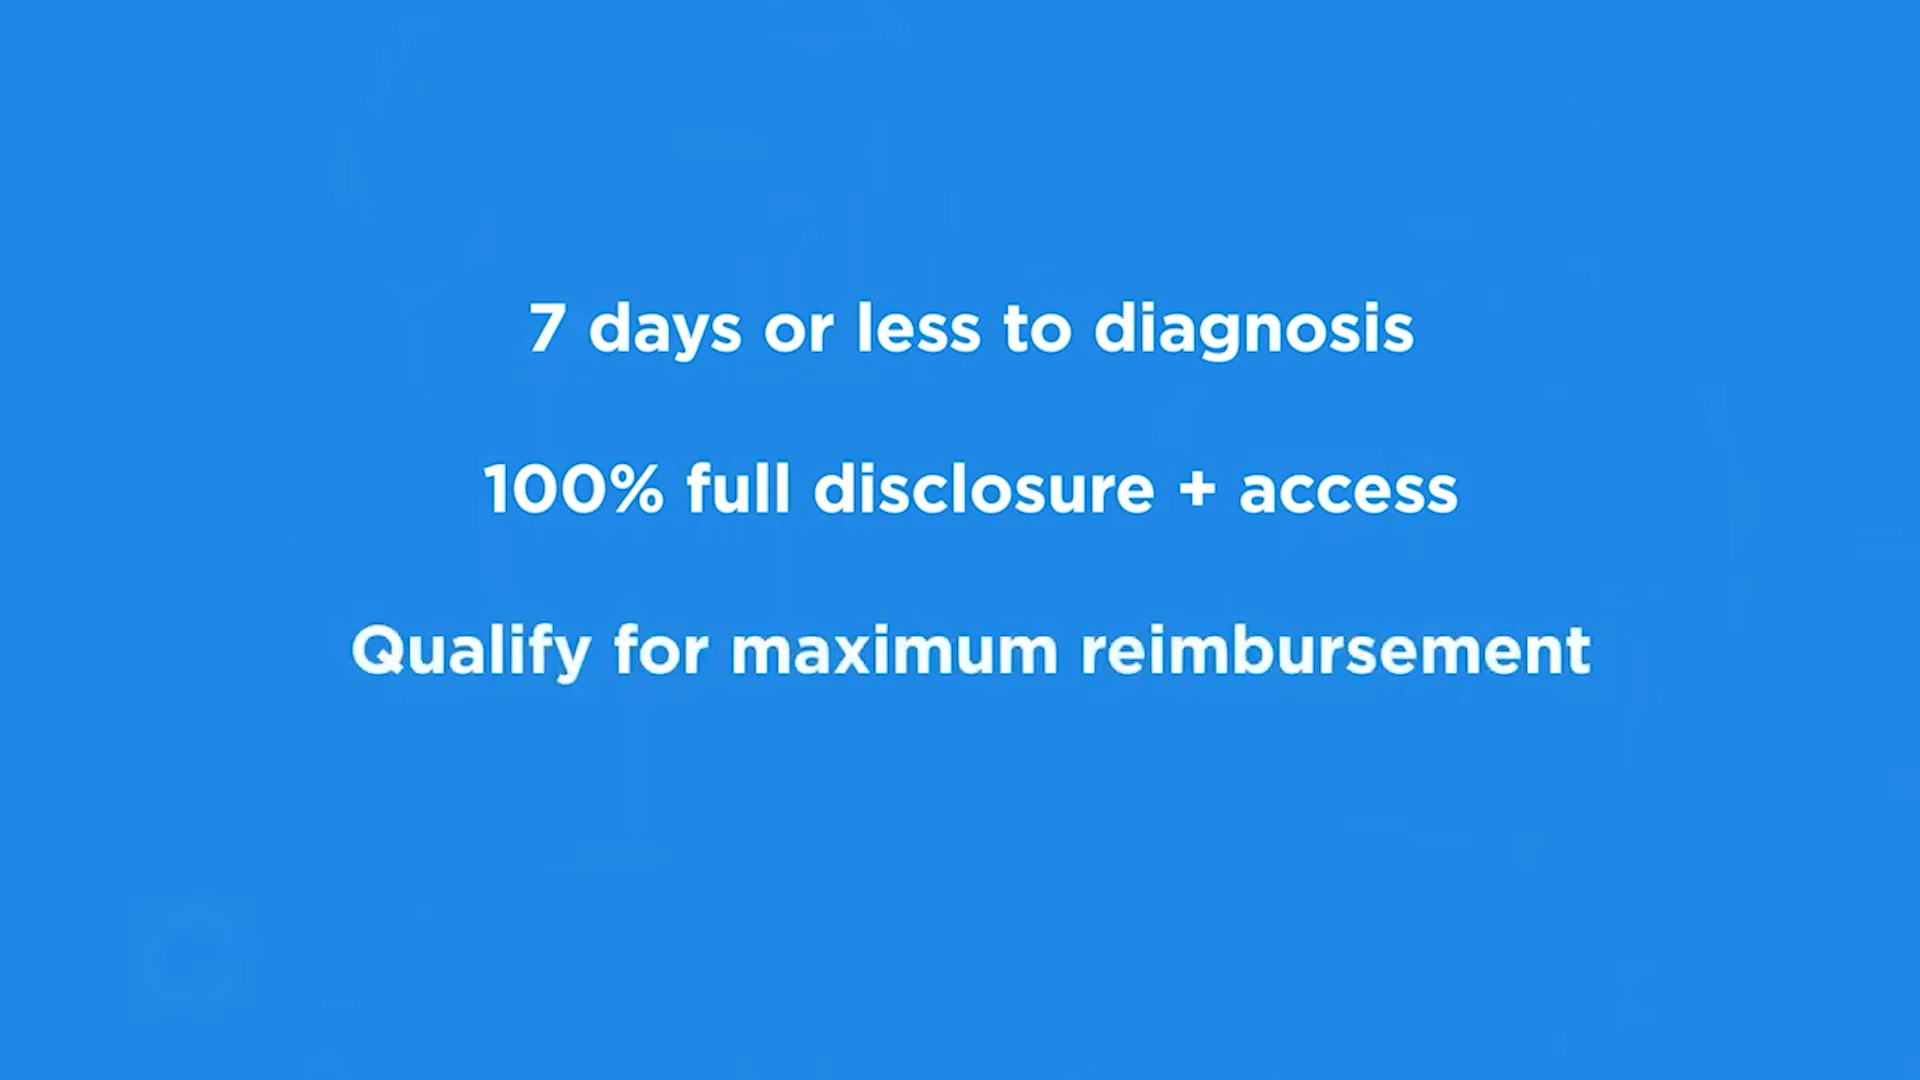 7 days or less to diagnosis
100% full disclosure + access
Qualify for maximum reimbursement